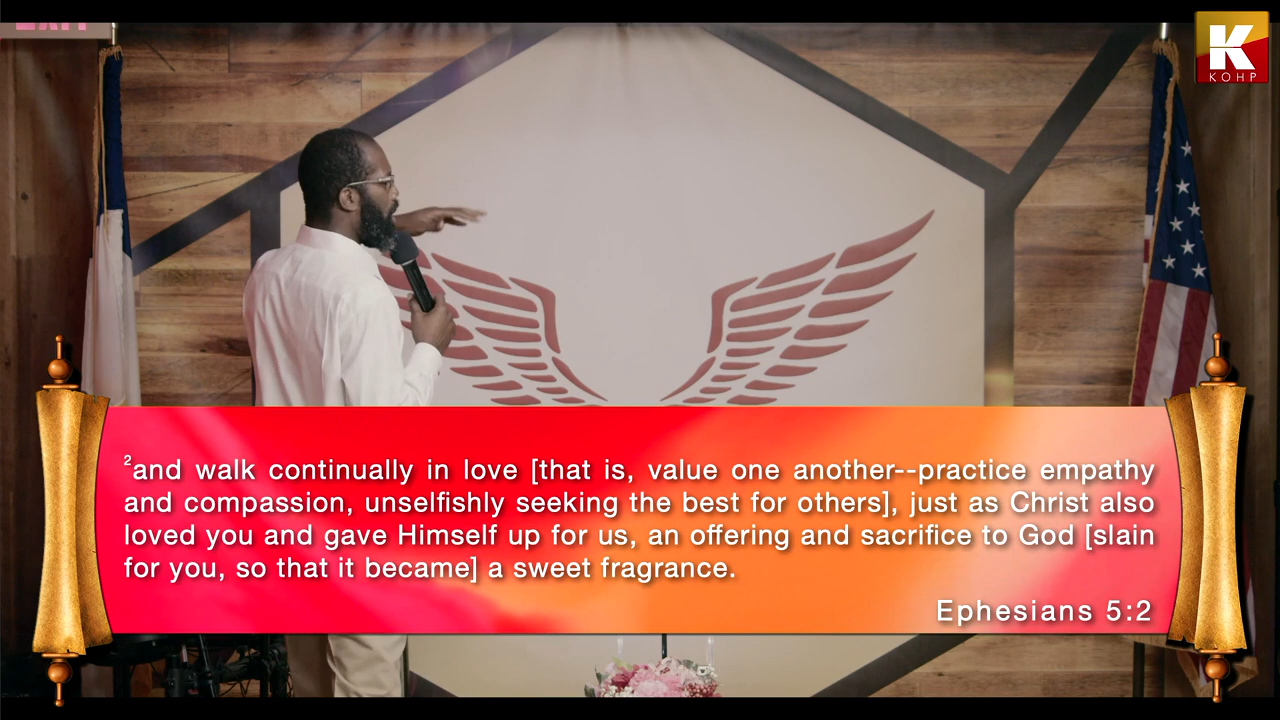 EXIT
K
KOHP
²and walk continually in love [that is, value one another--practice empathy
and compassion, unselfishly seeking the best for others], just as Christ also
loved you and gave Himself up for us, an offering and sacrifice to God [slain
for you, so that it became] a sweet fragrance.
Ephesians 5:2